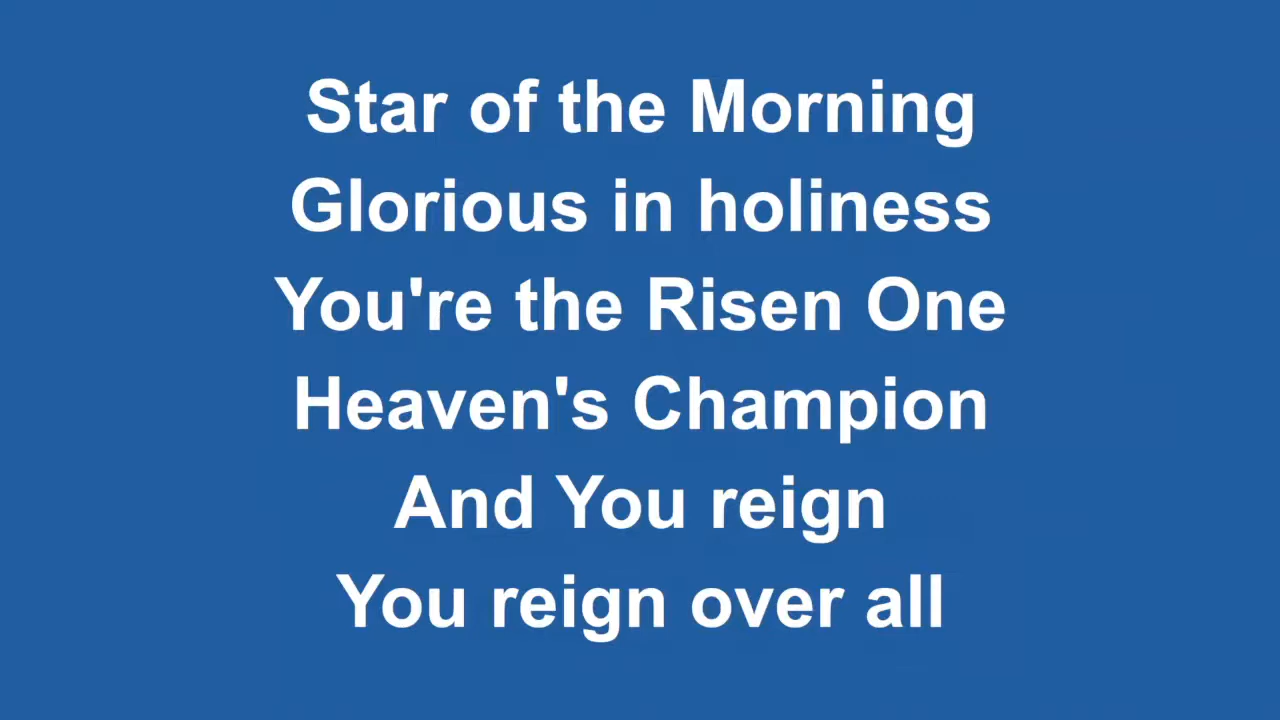 Star of the Morning
Glorious in holiness
You're the Risen One
Heaven's Champion
And You reign
You reign over all